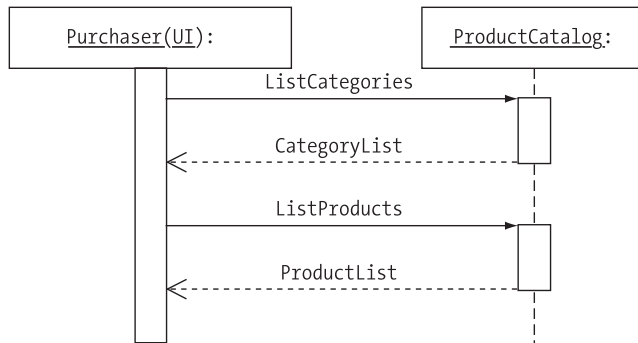 Purchaser(UI):
ProductCatalog:
ListCategories
CategoryList
ListProducts
ProductList